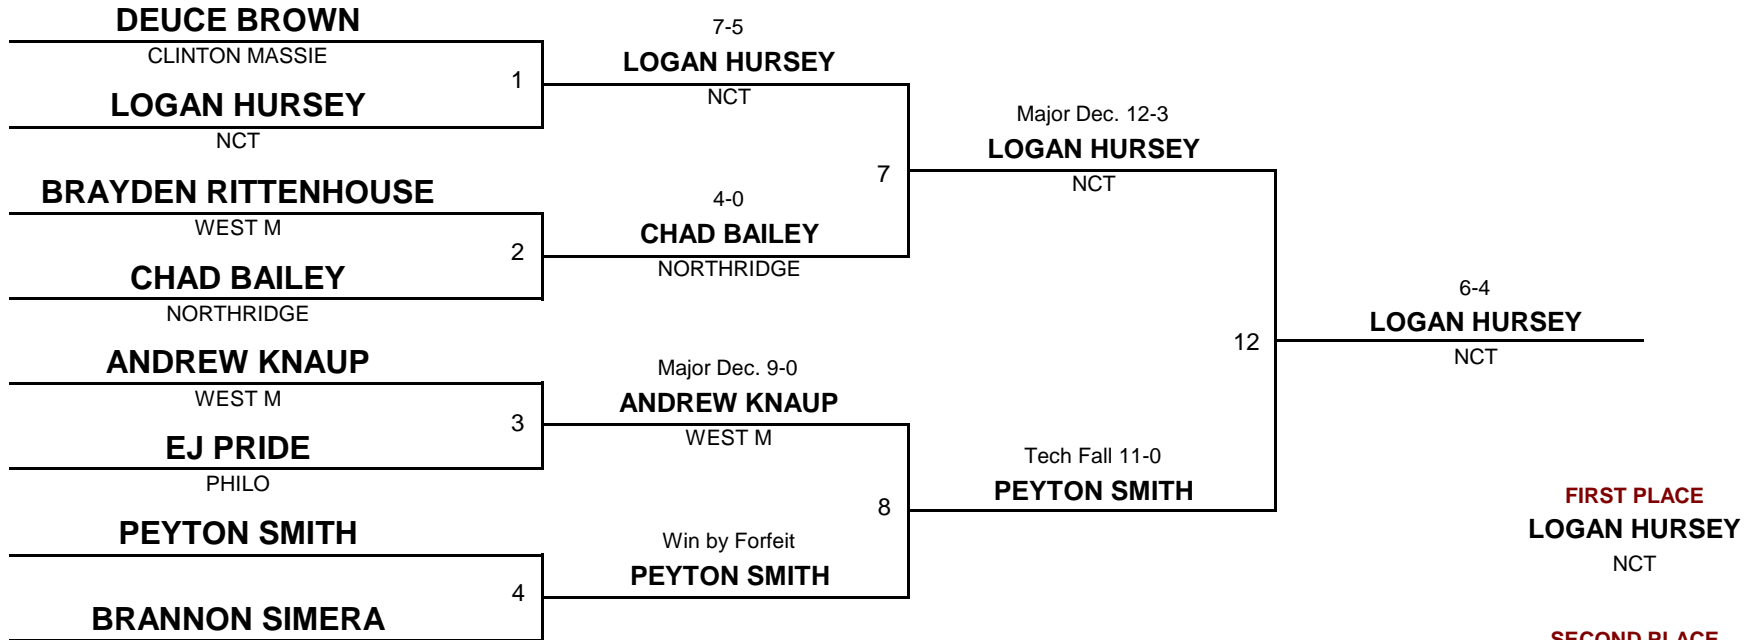 DEUCE BROWN
CLINTON MASSIE
1
LOGAN HURSEY
NCT
BRAYDEN RITTENHOUSE
WEST M
2
CHAD BAILEY
NORTHRIDGE
ANDREW KNAUP
WEST M
3
EJ PRIDE
PHILO
PEYTON SMITH
4
BRANNON SIMERA
7-5
LOGAN HURSEY
NCT
7
4-0
CHAD BAILEY
NORTHRIDGE
Major Dec. 9-0
ANDREW KNAUP
WEST M
8
Win by Forfeit
PEYTON SMITH
Major Dec. 12-3
LOGAN HURSEY
NCT
12
Tech Fall 11-0
PEYTON SMITH
6-4
LOGAN HURSEY
NCT
FIRST PLACE
LOGAN HURSEY
NCT
SECOND PLACE